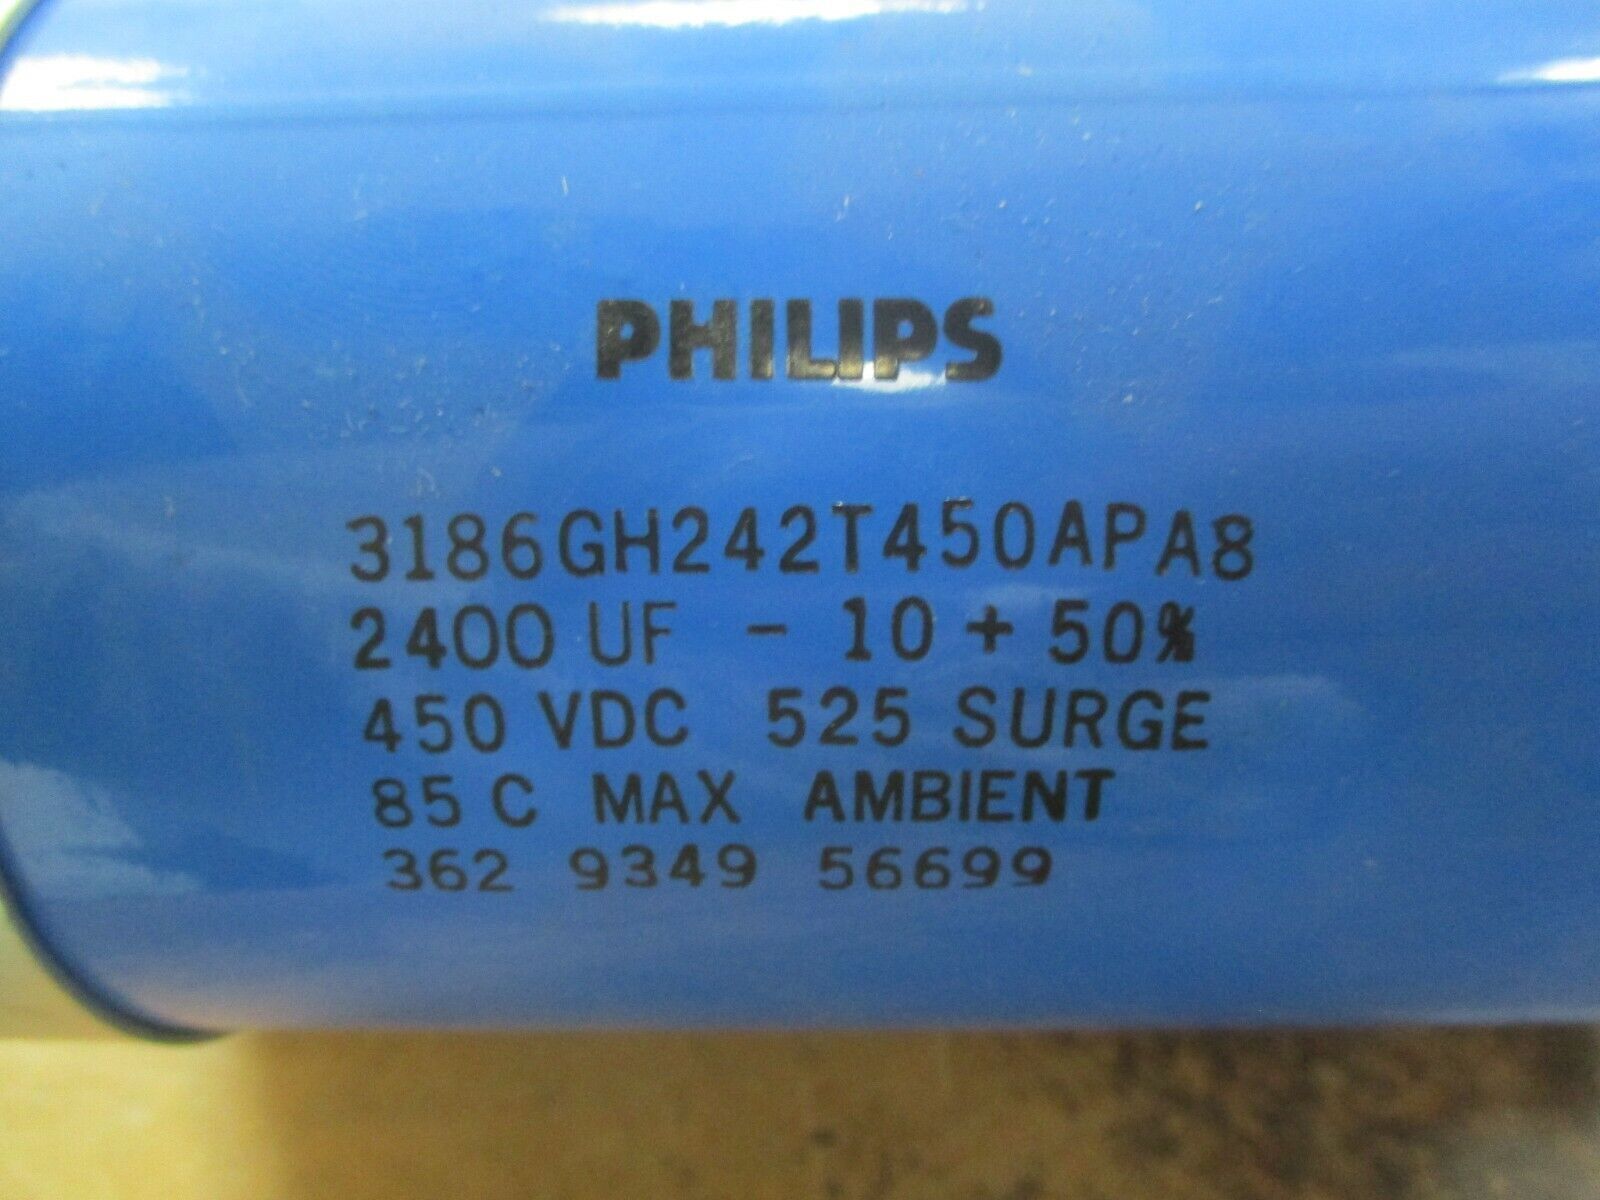 PHILIPS
3186GH242T450APA8
2400 UF - 10 + 50%
450 VDC 525 SURGE
85 C MAX AMBIENT
362 9349 56699